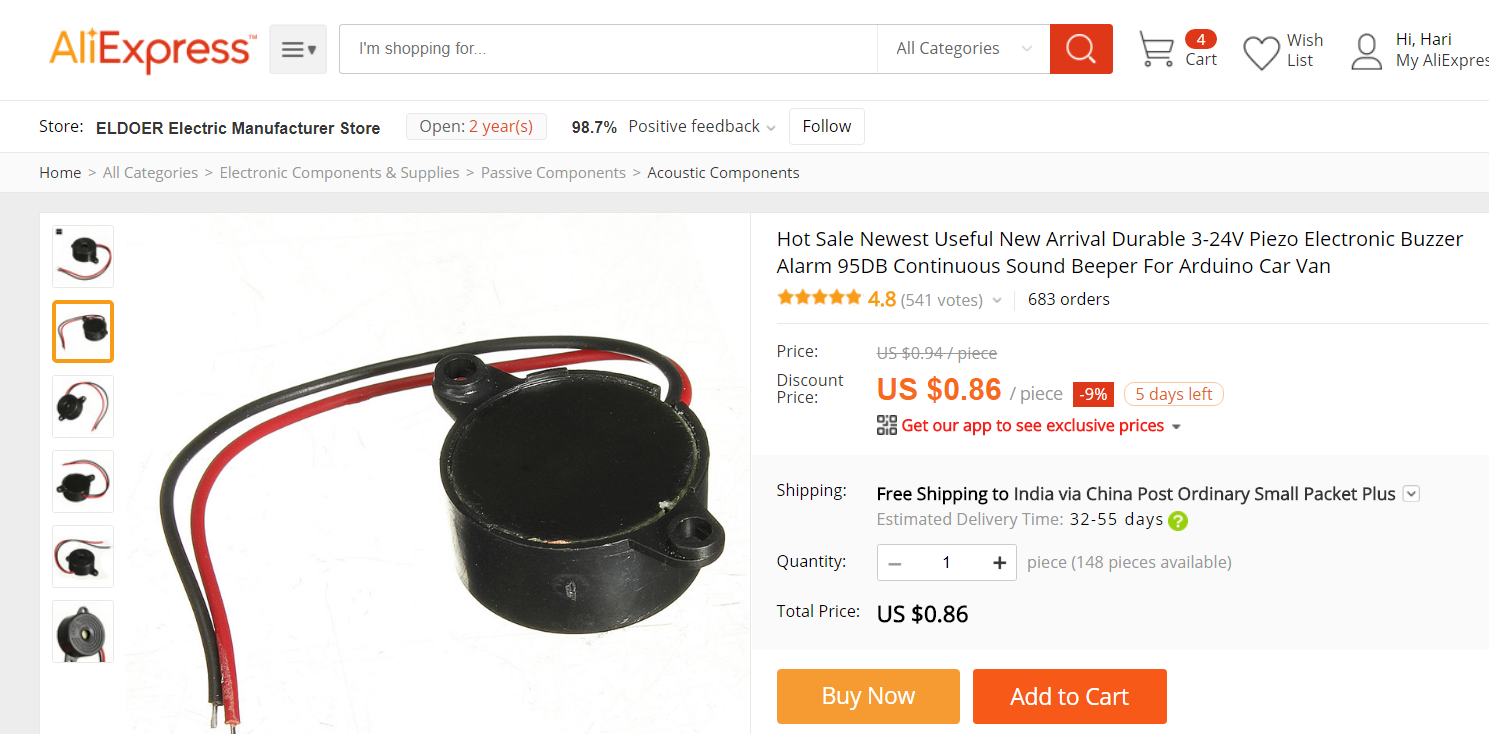 AliExpress™
I'm shopping for...
All Categories
4
Cart
Wish
List
Hi, Hari
My AliExpres
Store: ELDOER Electric Manufacturer Store Open: 2 year(s) 98.7% Positive feedback Follow
Home > All Categories > Electronic Components & Supplies > Passive Components > Acoustic Components
Hot Sale Newest Useful New Arrival Durable 3-24V Piezo Electronic Buzzer
Alarm 95DB Continuous Sound Beeper For Arduino Car Van
4.8 (541 votes) 683 orders
Price: US $0.94 / piece
Discount
Price:
US $0.86 / piece -9% 5 days left
Get our app to see exclusive prices
Shipping: Free Shipping to India via China Post Ordinary Small Packet Plus
Estimated Delivery Time: 32-55 days ?
Quantity: − 1 + piece (148 pieces available)
Total Price: US $0.86
Buy Now Add to Cart